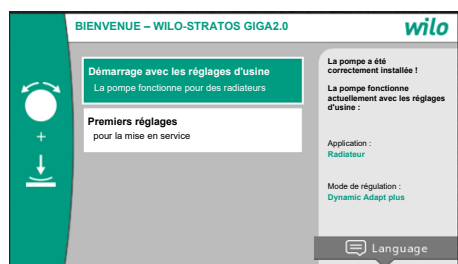 BIENVENUE – WILO-STRATOS GIGA2.0
wilo
Démarrage avec les réglages d'usine
La pompe fonctionne pour des radiateurs
Premiers réglages
pour la mise en service
+
La pompe a été
correctement installée !
La pompe fonctionne
actuellement avec les réglages
d'usine :
Application :
Radiateur
Mode de régulation :
Dynamic Adapt plus
Language